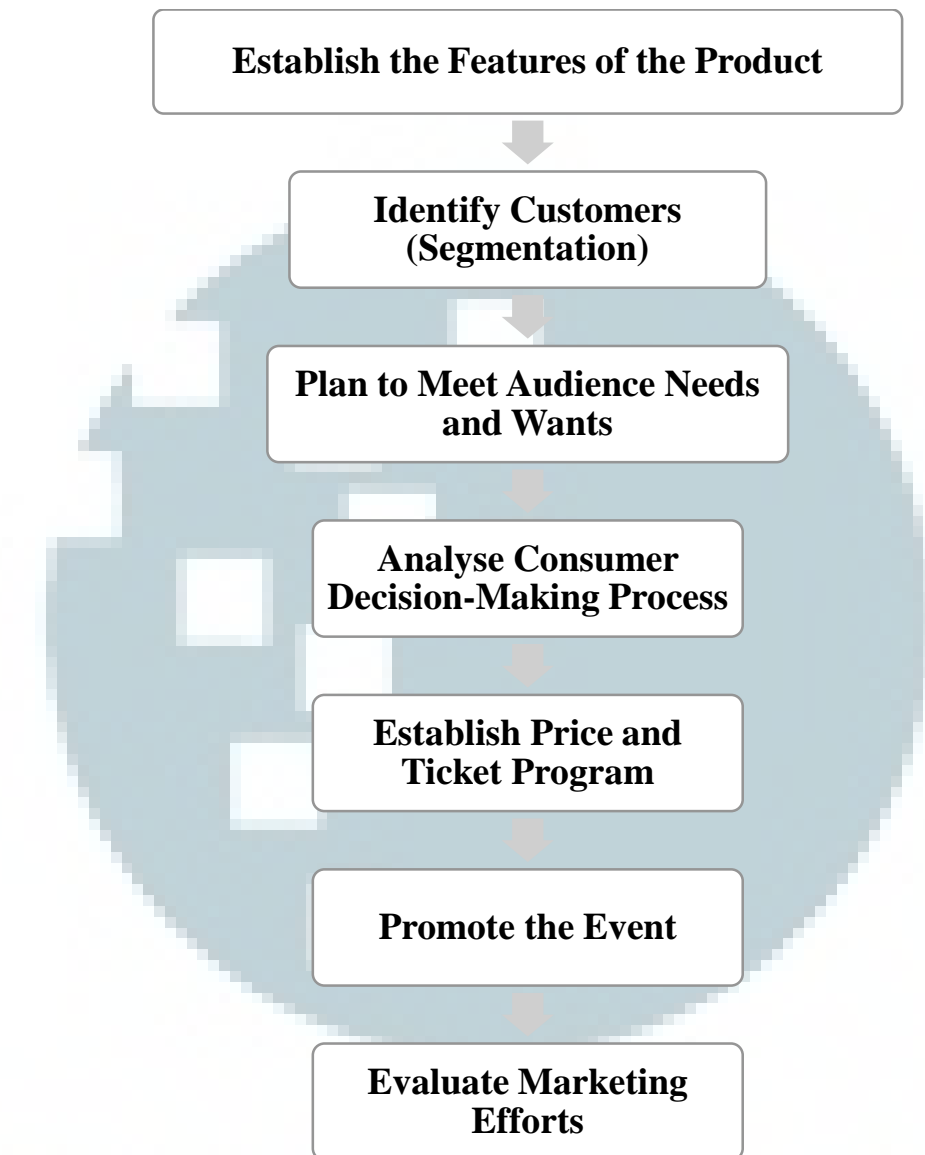 Establish the Features of the Product
Identify Customers
(Segmentation)
Plan to Meet Audience Needs
and Wants
Analyse Consumer
Decision-Making Process
Establish Price and
Ticket Program
Promote the Event
Evaluate Marketing
Efforts